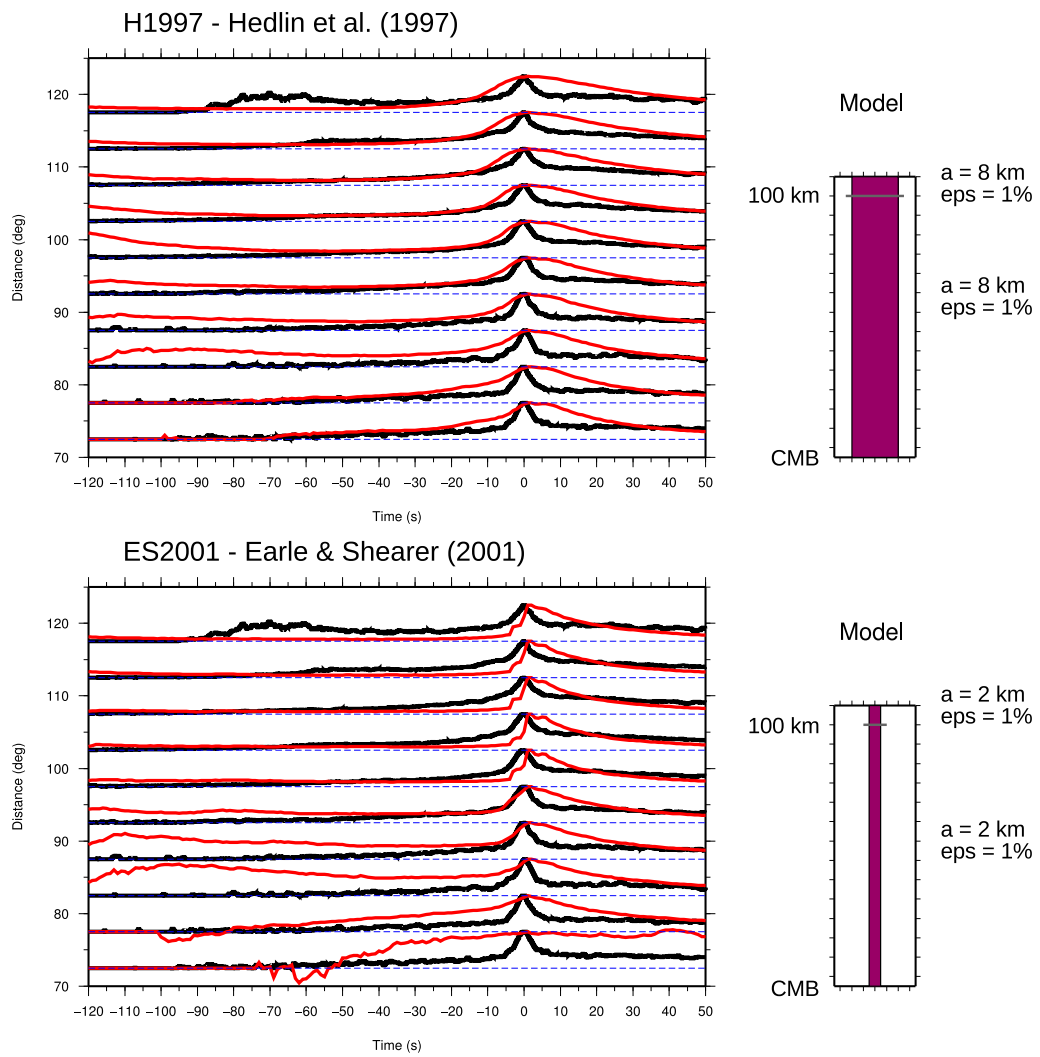 H1997 - Hedlin et al. (1997)
120
110
100
90
80
70
Distance (deg)
−120 −110 −100 −90 −80 −70 −60 −50 −40 −30 −20 −10 0 10 20 30 40 50
Time (s)
Model
100 km
a = 8 km
eps = 1%
a = 8 km
eps = 1%
CMB
ES2001 - Earle & Shearer (2001)
120
110
100
90
80
70
Distance (deg)
−120 −110 −100 −90 −80 −70 −60 −50 −40 −30 −20 −10 0 10 20 30 40 50
Time (s)
Model
100 km
a = 2 km
eps = 1%
a = 2 km
eps = 1%
CMB